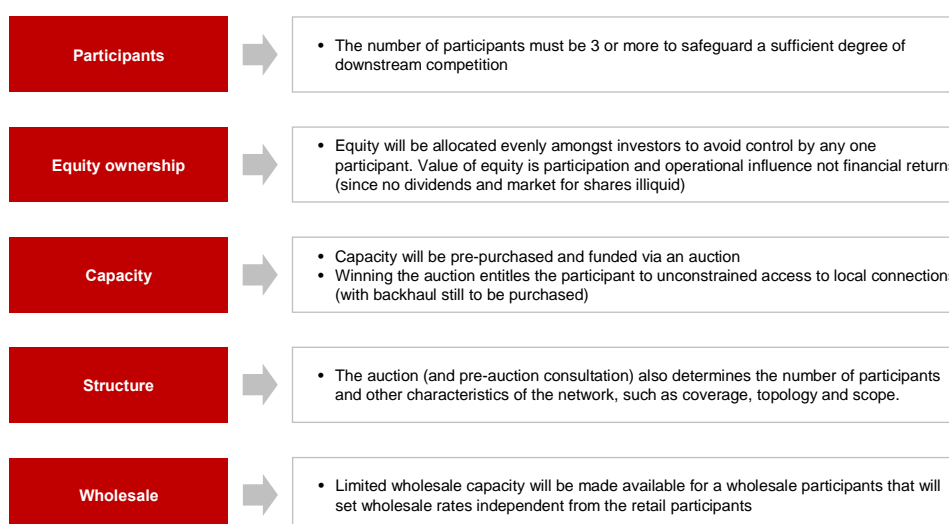 Participants
• The number of participants must be 3 or more to safeguard a sufficient degree of
downstream competition
Equity ownership
• Equity will be allocated evenly amongst investors to avoid control by any one
participant. Value of equity is participation and operational influence not financial returns
(since no dividends and market for shares illiquid)
Capacity
• Capacity will be pre-purchased and funded via an auction
• Winning the auction entitles the participant to unconstrained access to local connections
(with backhaul still to be purchased)
Structure
• The auction (and pre-auction consultation) also determines the number of participants
and other characteristics of the network, such as coverage, topology and scope.
Wholesale
• Limited wholesale capacity will be made available for a wholesale participants that will
set wholesale rates independent from the retail participants